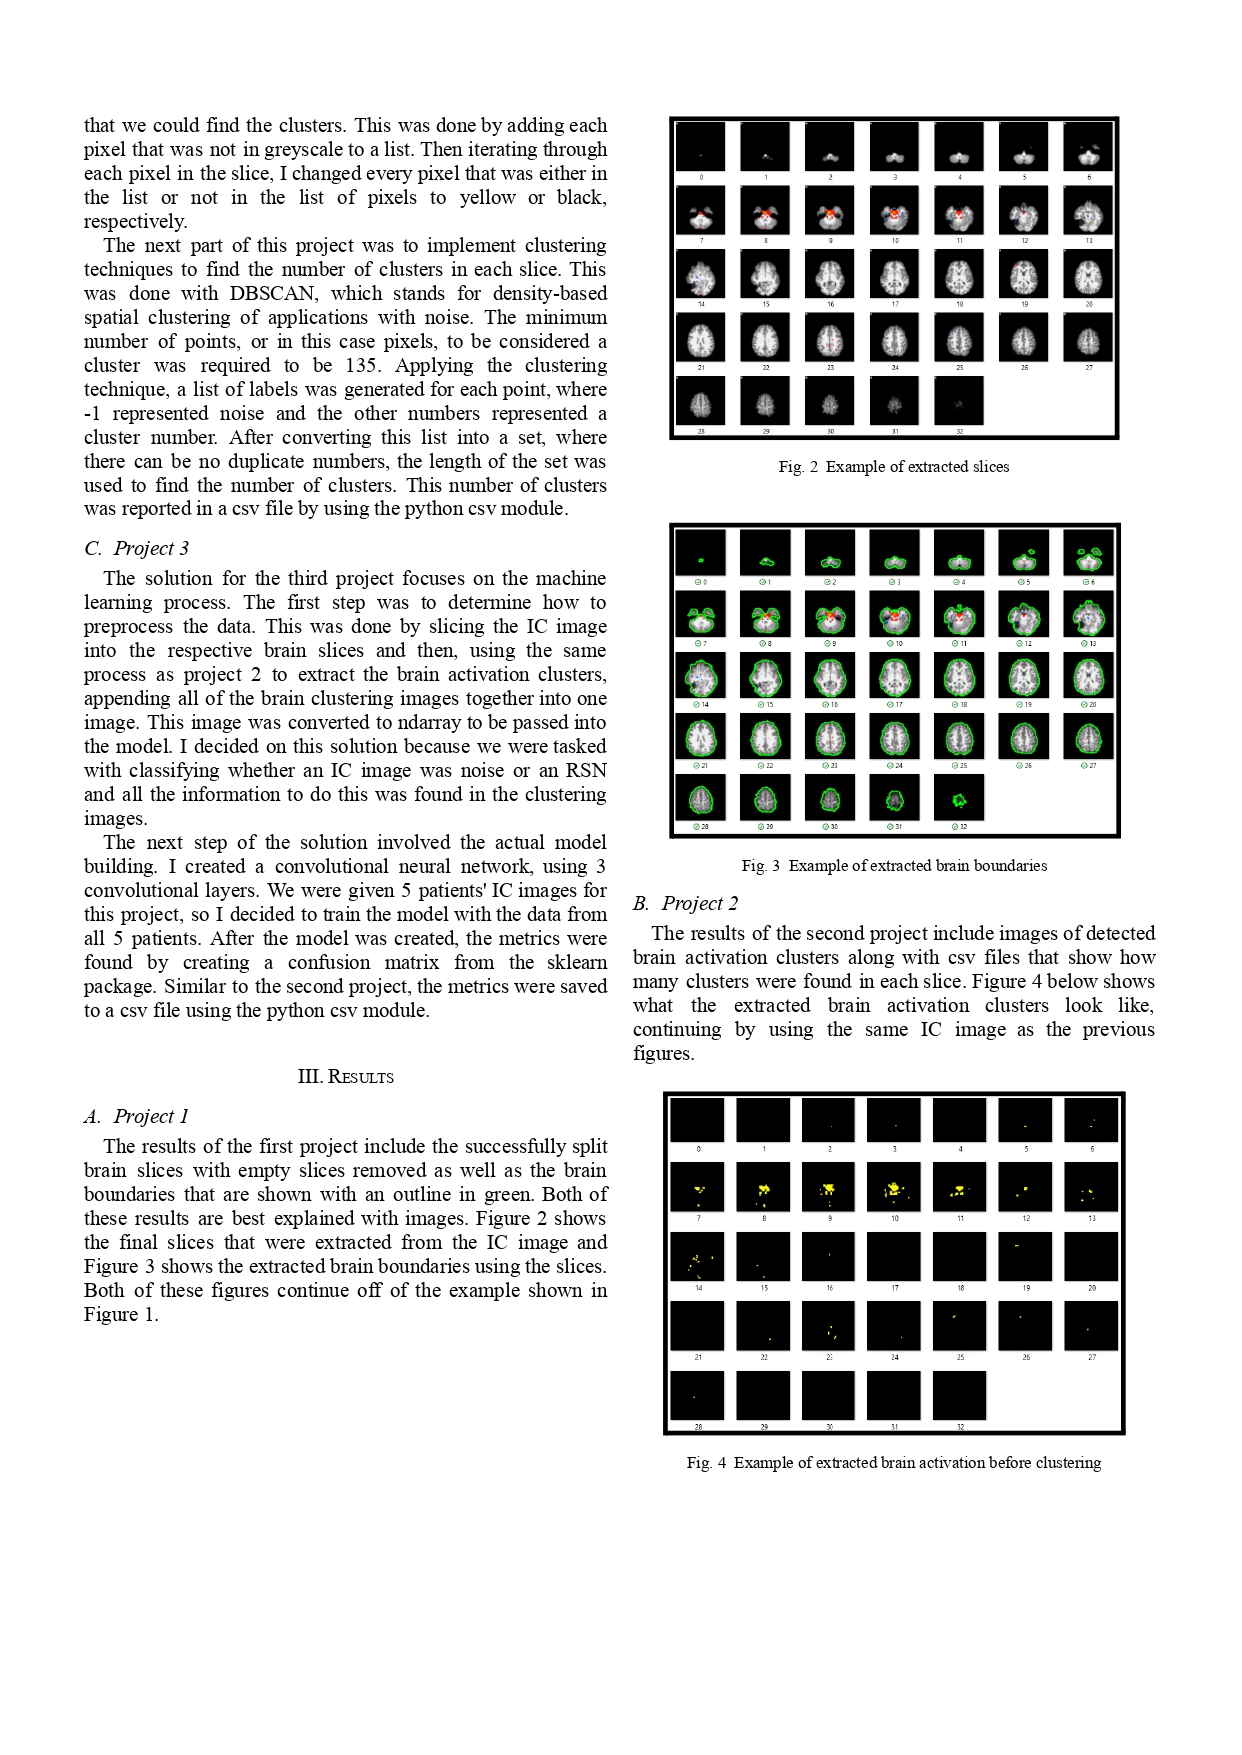 that we could find the clusters. This was done by adding each
pixel that was not in greyscale to a list. Then iterating through
each pixel in the slice, I changed every pixel that was either in
the list or not in the list of pixels to yellow or black,
respectively.
The next part of this project was to implement clustering
techniques to find the number of clusters in each slice. This
was done with DBSCAN, which stands for density-based
spatial clustering of applications with noise. The minimum
number of points, or in this case pixels, to be considered a
cluster was required to be 135. Applying the clustering
technique, a list of labels was generated for each point, where
-1 represented noise and the other numbers represented a
cluster number. After converting this list into a set, where
there can be no duplicate numbers, the length of the set was
used to find the number of clusters. This number of clusters
was reported in a csv file by using the python csv module.
C. Project 3
The solution for the third project focuses on the machine
learning process. The first step was to determine how to
preprocess the data. This was done by slicing the IC image
into the respective brain slices and then, using the same
process as project 2 to extract the brain activation clusters,
appending all of the brain clustering images together into one
image. This image was converted to ndarray to be passed into
the model. I decided on this solution because we were tasked
with classifying whether an IC image was noise or an RSN
and all the information to do this was found in the clustering
images.
The next step of the solution involved the actual model
building. I created a convolutional neural network, using 3
convolutional layers. We were given 5 patients' IC images for
this project, so I decided to train the model with the data from
all 5 patients. After the model was created, the metrics were
found by creating a confusion matrix from the sklearn
package. Similar to the second project, the metrics were saved
to a csv file using the python csv module.
III. RESULTS
A. Project 1
The results of the first project include the successfully split
brain slices with empty slices removed as well as the brain
boundaries that are shown with an outline in green. Both of
these results are best explained with images. Figure 2 shows
the final slices that were extracted from the IC image and
Figure 3 shows the extracted brain boundaries using the slices.
Both of these figures continue off of the example shown in
Figure 1.
0 1 2 3 4 5 6
7 8 9 10 11 12 13
14 15 16 17 18 19 20
21 22 23 24 25 26 27
28 29 30 31 32
Fig. 2 Example of extracted slices
0 1 2 3 4 5 6
7 8 9 10 11 12 13
14 15 16 17 18 19 20
21 22 23 24 25 26 27
28 29 30 31 32
Fig. 3 Example of extracted brain boundaries
B. Project 2
The results of the second project include images of detected
brain activation clusters along with csv files that show how
many clusters were found in each slice. Figure 4 below shows
what the extracted brain activation clusters look like,
continuing by using the same IC image as the previous
figures.
0 1 2 3 4 5 6
7 8 9 10 11 12 13
14 15 16 17 18 19 20
21 22 23 24 25 26 27
28 29 30 31 32
Fig. 4 Example of extracted brain activation before clustering